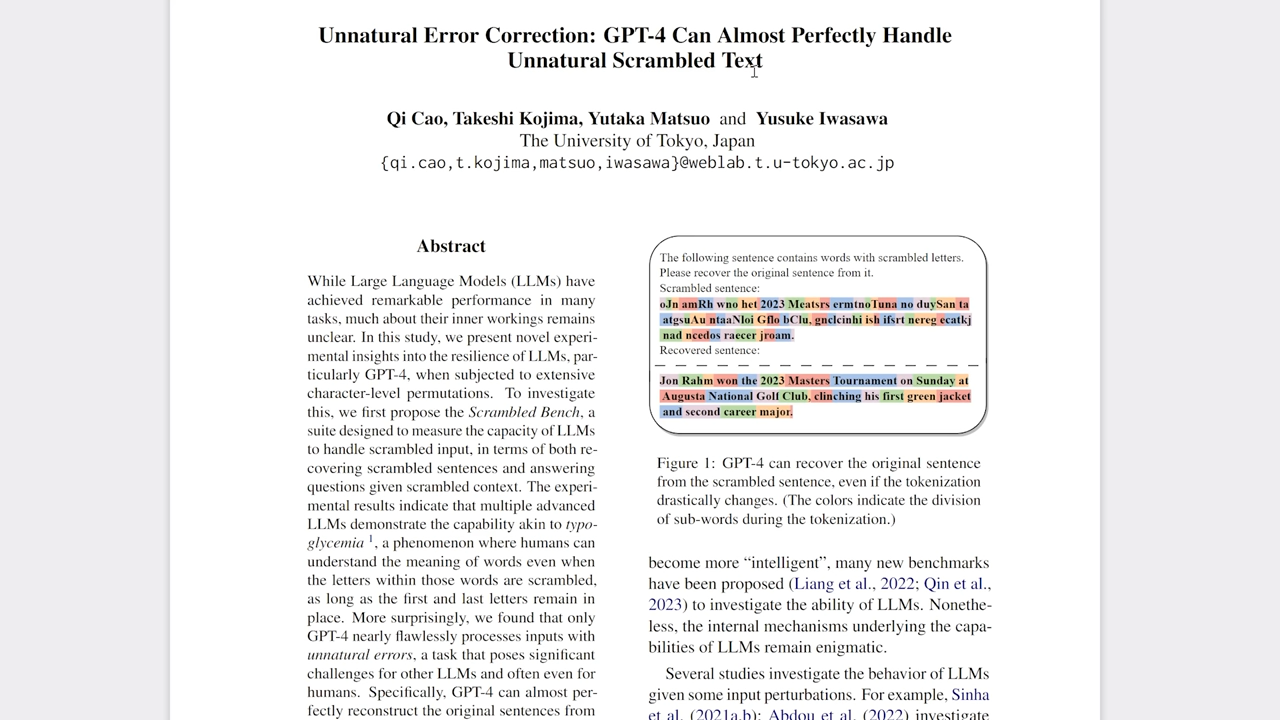 Unnatural Error Correction: GPT-4 Can Almost Perfectly Handle
Unnatural Scrambled Text
Qi Cao, Takeshi Kojima, Yutaka Matsuo and Yusuke Iwasawa
The University of Tokyo, Japan
{qi.cao,t.kojima,matsuo,iwasawa}@weblab.t.u-tokyo.ac.jp
Abstract
While Large Language Models (LLMs) have
achieved remarkable performance in many
tasks, much about their inner workings remains
unclear. In this study, we present novel experi-
mental insights into the resilience of LLMs, par-
ticularly GPT-4, when subjected to extensive
character-level permutations. To investigate
this, we first propose the Scrambled Bench, a
suite designed to measure the capacity of LLMs
to handle scrambled input, in terms of both re-
covering scrambled sentences and answering
questions given scrambled context. The experi-
mental results indicate that multiple advanced
LLMs demonstrate the capability akin to typo-
glycemia 1, a phenomenon where humans can
understand the meaning of words even when
the letters within those words are scrambled,
as long as the first and last letters remain in
place. More surprisingly, we found that only
GPT-4 nearly flawlessly processes inputs with
unnatural errors, a task that poses significant
challenges for other LLMs and often even for
humans. Specifically, GPT-4 can almost per-
fectly reconstruct the original sentences from
The following sentence contains words with scrambled letters.
Please recover the original sentence from it.
Scrambled sentence:
oJn amRh wno het 2023 Meatsrs ermtnoTuna no duySan ta
atgsuAu ntaaNloi Gflo bClu, gnclcinhi ish ifsrt nereg ecatkj
nad ncedos raecer jroam.
Recovered sentence:
Jon Rahm won the 2023 Masters Tournament on Sunday at
Augusta National Golf Club, clinching his first green jacket
and second career major.
Figure 1: GPT-4 can recover the original sentence
from the scrambled sentence, even if the tokenization
drastically changes. (The colors indicate the division
of sub-words during the tokenization.)
become more “intelligent”, many new benchmarks
have been proposed (Liang et al., 2022; Qin et al.,
2023) to investigate the ability of LLMs. Nonethe-
less, the internal mechanisms underlying the capa-
bilities of LLMs remain enigmatic.
Several studies investigate the behavior of LLMs
given some input perturbations. For example, Sinha
et al. (2021a,b); Abdou et al. (2022) investigate